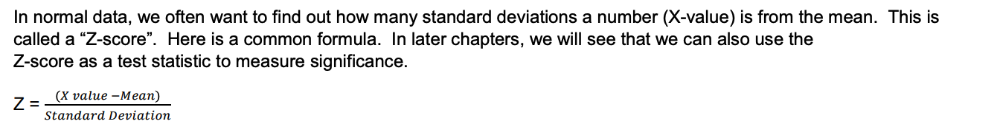 In normal data, we often want to find out how many standard deviations a number (X-value) is from the mean.  This is
called a “Z-score”.  Here is a common formula.  In later chapters, we will see that we can also use the
Z-score as a test statistic to measure significance.
Z = (X value −Mean)
Standard Deviation